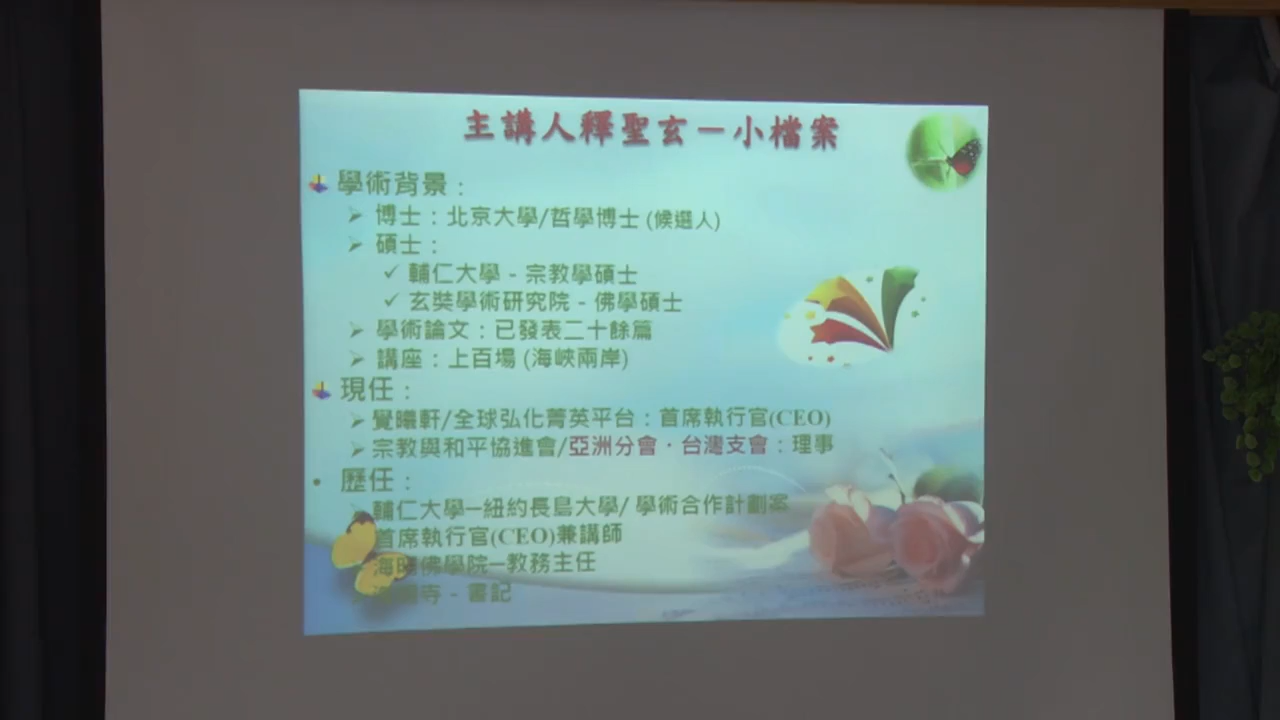 主講人釋聖玄－小檔案
學術背景：
博士：北京大學/哲學博士 (候選人)
碩士：
輔仁大學 - 宗教學碩士
玄奘學術研究院 - 佛學碩士
學術論文：已發表二十餘篇
講座：上百場 (海峽兩岸)
現任：
覺曦軒/全球弘化菁英平台：首席執行官(CEO)
宗教與和平協進會/亞洲分會．台灣支會：理事
歷任：
輔仁大學─紐約長島大學/ 學術合作計劃案
首席執行官(CEO)兼講師
佛學院─教務主任
寺 - 書記